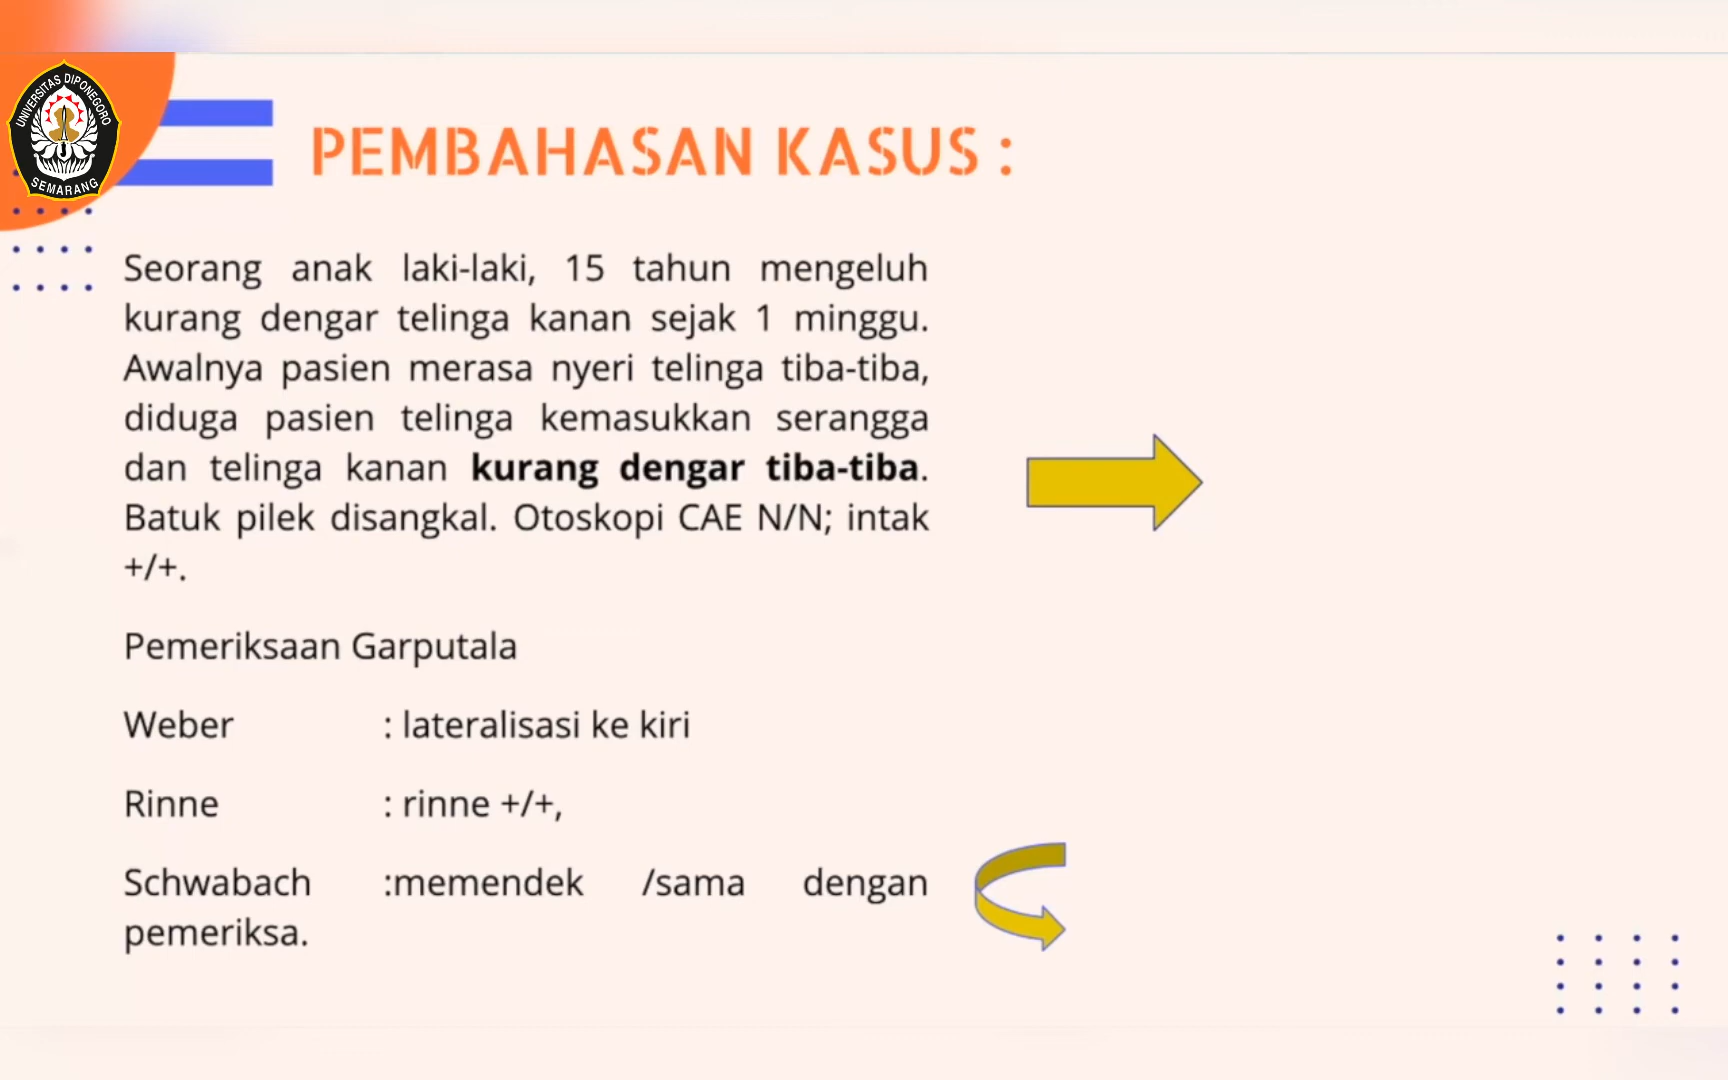 UNIVERSITAS DIPONEGORO
SEMARANG
PEMBAHASAN KASUS :
Seorang anak laki-laki, 15 tahun mengeluh
kurang dengar telinga kanan sejak 1 minggu.
Awalnya pasien merasa nyeri telinga tiba-tiba,
diduga pasien telinga kemasukkan serangga
dan telinga kanan kurang dengar tiba-tiba.
Batuk pilek disangkal. Otoskopi CAE N/N; intak
+/+.
Pemeriksaan Garputala
Weber : lateralisasi ke kiri
Rinne : rinne +/+,
Schwabach :memendek /sama dengan
pemeriksa.